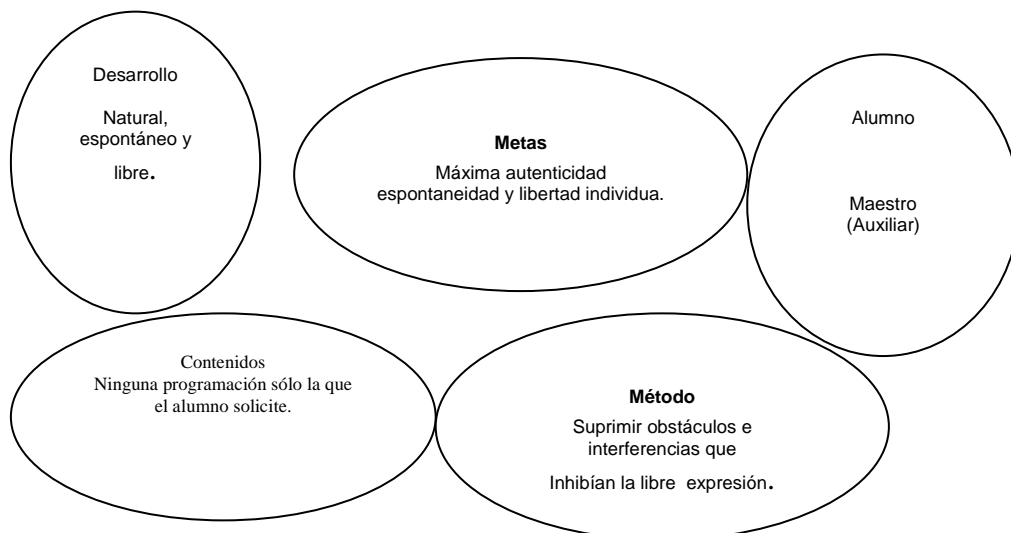 Desarrollo
Natural,
espontáneo y
libre.
Metas
Máxima autenticidad
espontaneidad y libertad individua.
Alumno
Maestro
(Auxiliar)
Contenidos
Ninguna programación sólo la que
el alumno solicite.
Método
Suprimir obstáculos e
interferencias que
Inhibían la libre expresión.